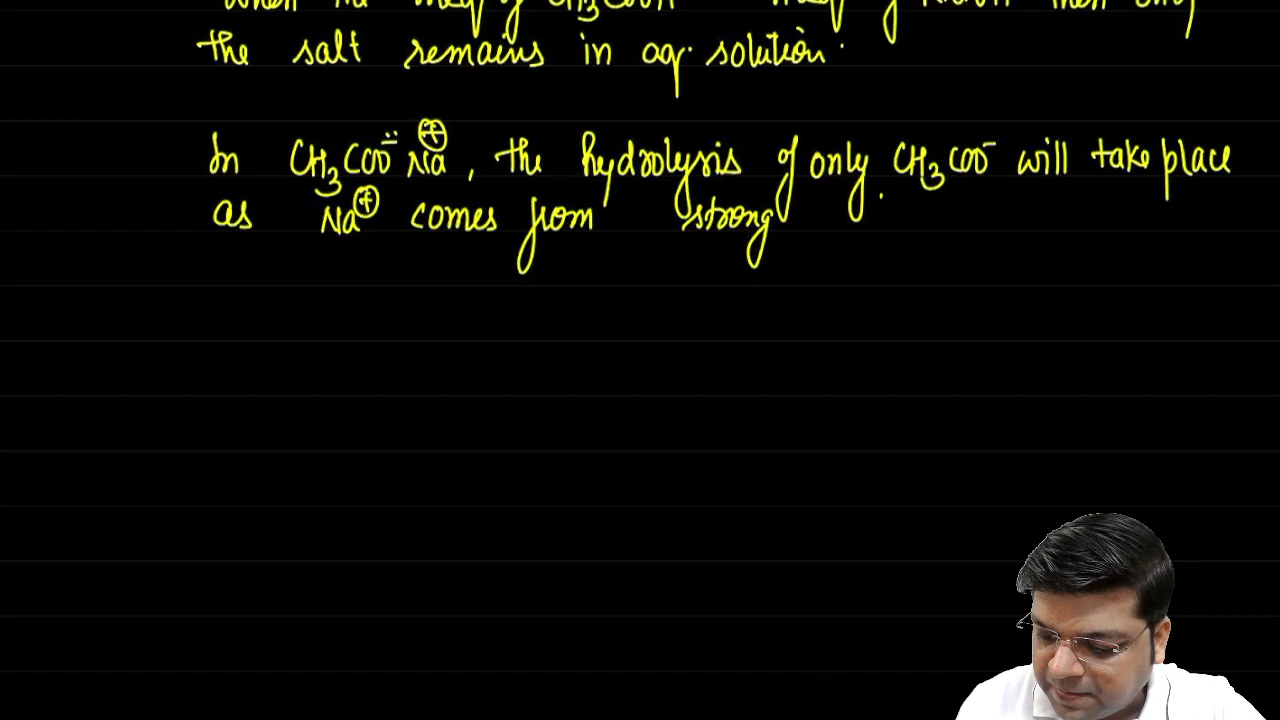 the salt remains in aq. solution.
In CH₃COO⁻ Na⊕, the hydrolysis of only CH₃COO⁻ will take place
as Na⊕ comes from strong